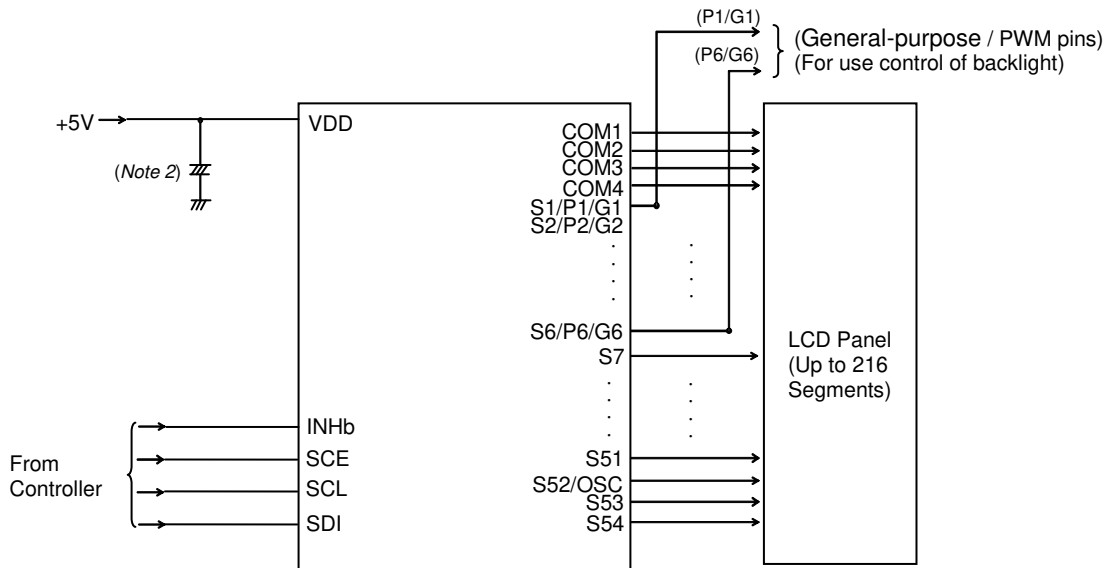 (P1/G1)
(General-purpose / PWM pins)
(P6/G6)
(For use control of backlight)
+5V
VDD
(Note 2)
COM1
COM2
COM3
COM4
S1/P1/G1
S2/P2/G2
S6/P6/G6
S7
LCD Panel
(Up to 216
Segments)
From
Controller
INHb
SCE
SCL
SDI
S51
S52/OSC
S53
S54